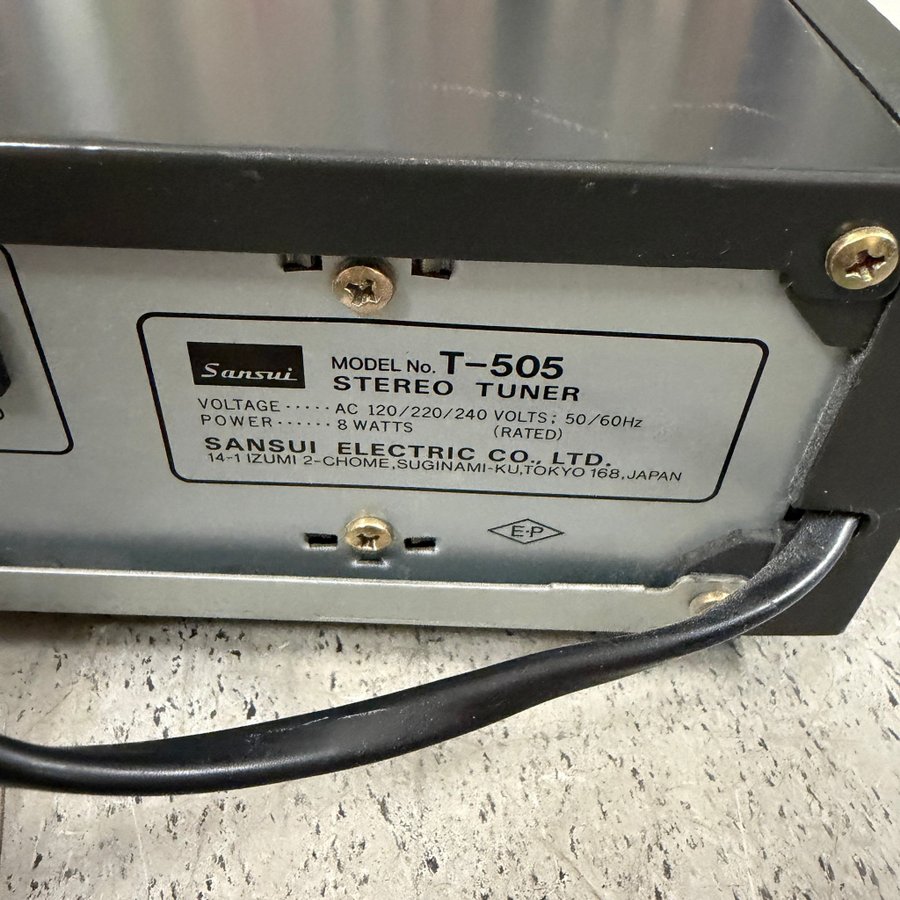 Sansui MODEL No. T-505
STEREO TUNER
VOLTAGE ····· AC 120/220/240 VOLTS; 50/60Hz
POWER ······ 8 WATTS (RATED)
SANSUI ELECTRIC CO., LTD.
14-1 IZUMI 2-CHOME, SUGINAMI-KU, TOKYO 168, JAPAN
E·P